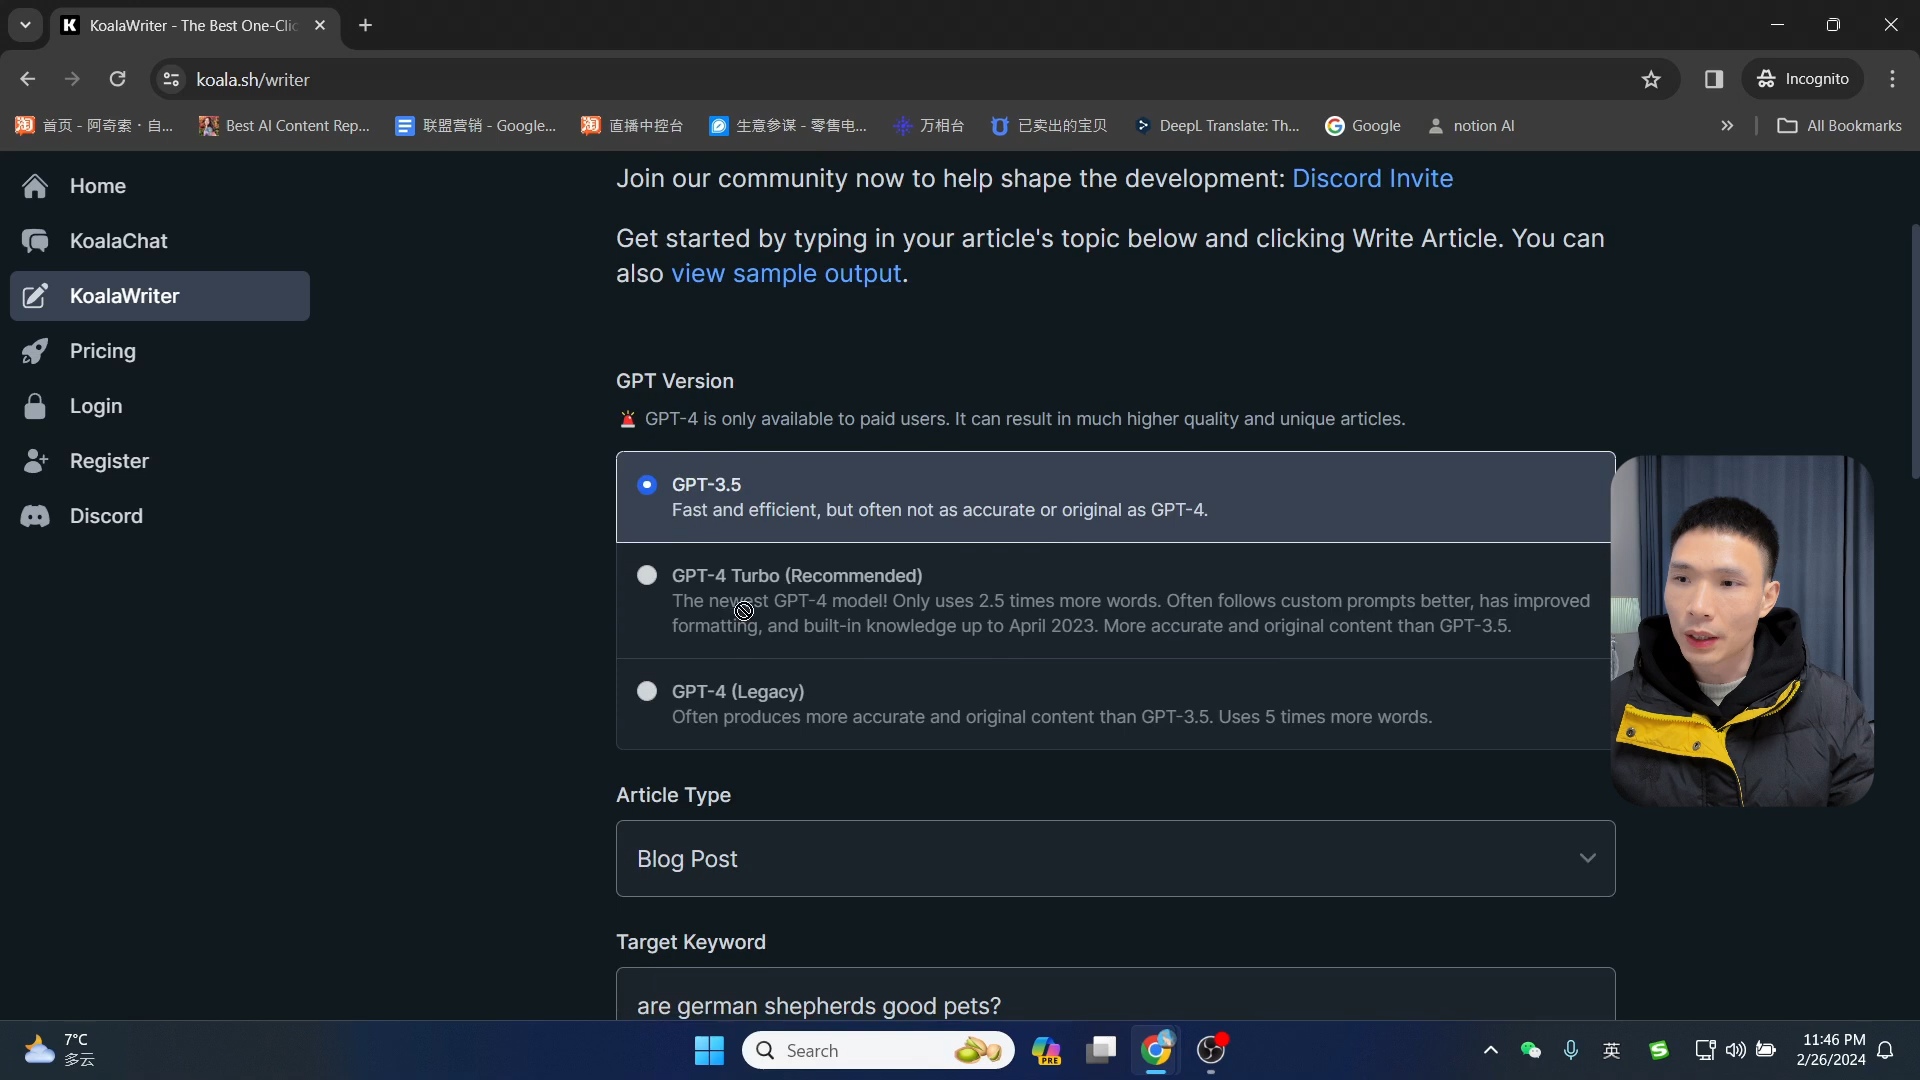 KoalaWriter - The Best One-Clic
koala.sh/writer
Incognito
首页 - 阿奇索 · 自...
Best AI Content Rep...
联盟营销 - Google...
直播中控台
生意参谋 - 零售电...
万相台
已卖出的宝贝
DeepL Translate: Th...
Google
notion AI
All Bookmarks
Home
KoalaChat
KoalaWriter
Pricing
Login
Register
Discord
Join our community now to help shape the development: Discord Invite
Get started by typing in your article's topic below and clicking Write Article. You can
also view sample output.
GPT Version
GPT-4 is only available to paid users. It can result in much higher quality and unique articles.
GPT-3.5
Fast and efficient, but often not as accurate or original as GPT-4.
GPT-4 Turbo (Recommended)
The newest GPT-4 model! Only uses 2.5 times more words. Often follows custom prompts better, has improved
formatting, and built-in knowledge up to April 2023. More accurate and original content than GPT-3.5.
GPT-4 (Legacy)
Often produces more accurate and original content than GPT-3.5. Uses 5 times more words.
Article Type
Blog Post
Target Keyword
are german shepherds good pets?
7°C
多云
Search
PRE
英
11:46 PM
2/26/2024